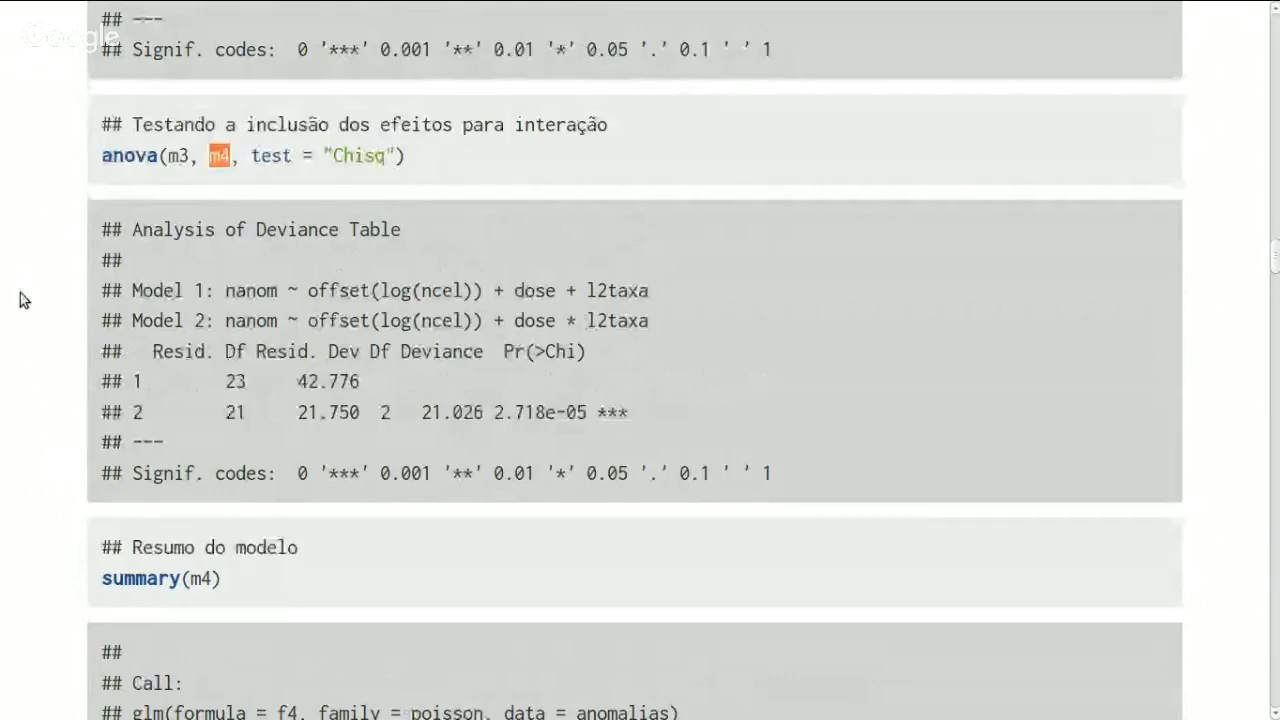 ## ---
Google
## Signif. codes:  0 '***' 0.001 '**' 0.01 '*' 0.05 '.' 0.1 ' ' 1
## Testando a inclusão dos efeitos para interação
anova(m3, m4, test = "Chisq")
## Analysis of Deviance Table
##
## Model 1: nanom ~ offset(log(ncel)) + dose + l2taxa
## Model 2: nanom ~ offset(log(ncel)) + dose * l2taxa
##   Resid. Df Resid. Dev Df Deviance  Pr(>Chi)
## 1        23     42.776
## 2        21     21.750  2   21.026 2.718e-05 ***
## ---
## Signif. codes:  0 '***' 0.001 '**' 0.01 '*' 0.05 '.' 0.1 ' ' 1
## Resumo do modelo
summary(m4)
##
## Call:
## glm(formula = f4, family = poisson, data = anomalias)